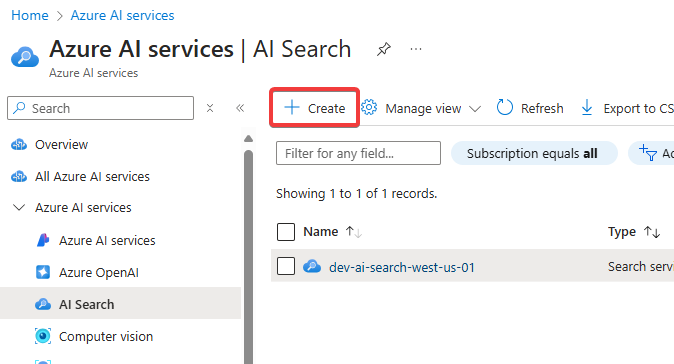 Home > Azure AI services
Azure AI services | AI Search
Azure AI services
Search
Overview
All Azure AI services
Azure AI services
Azure AI services
Azure OpenAI
AI Search
Computer vision
Create
Manage view
Refresh
Export to CS
Filter for any field...
Subscription equals all
Showing 1 to 1 of 1 records.
Name
Type
dev-ai-search-west-us-01
Search serv